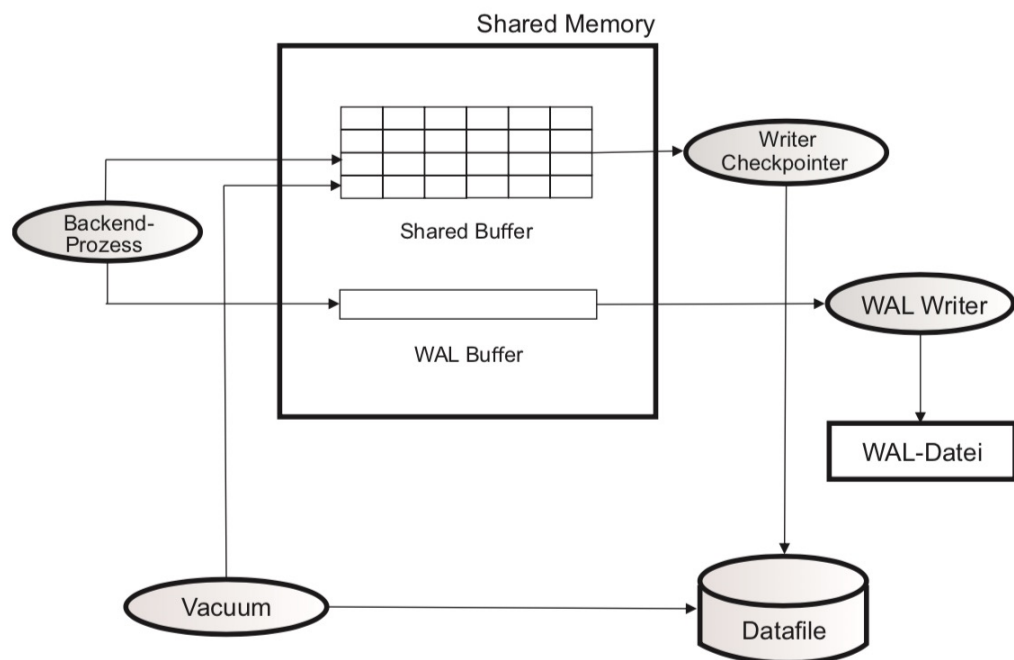 Shared Memory
Writer
Checkpointer
Backend-
Prozess
Shared Buffer
WAL Writer
WAL Buffer
WAL-Datei
Vacuum
Datafile